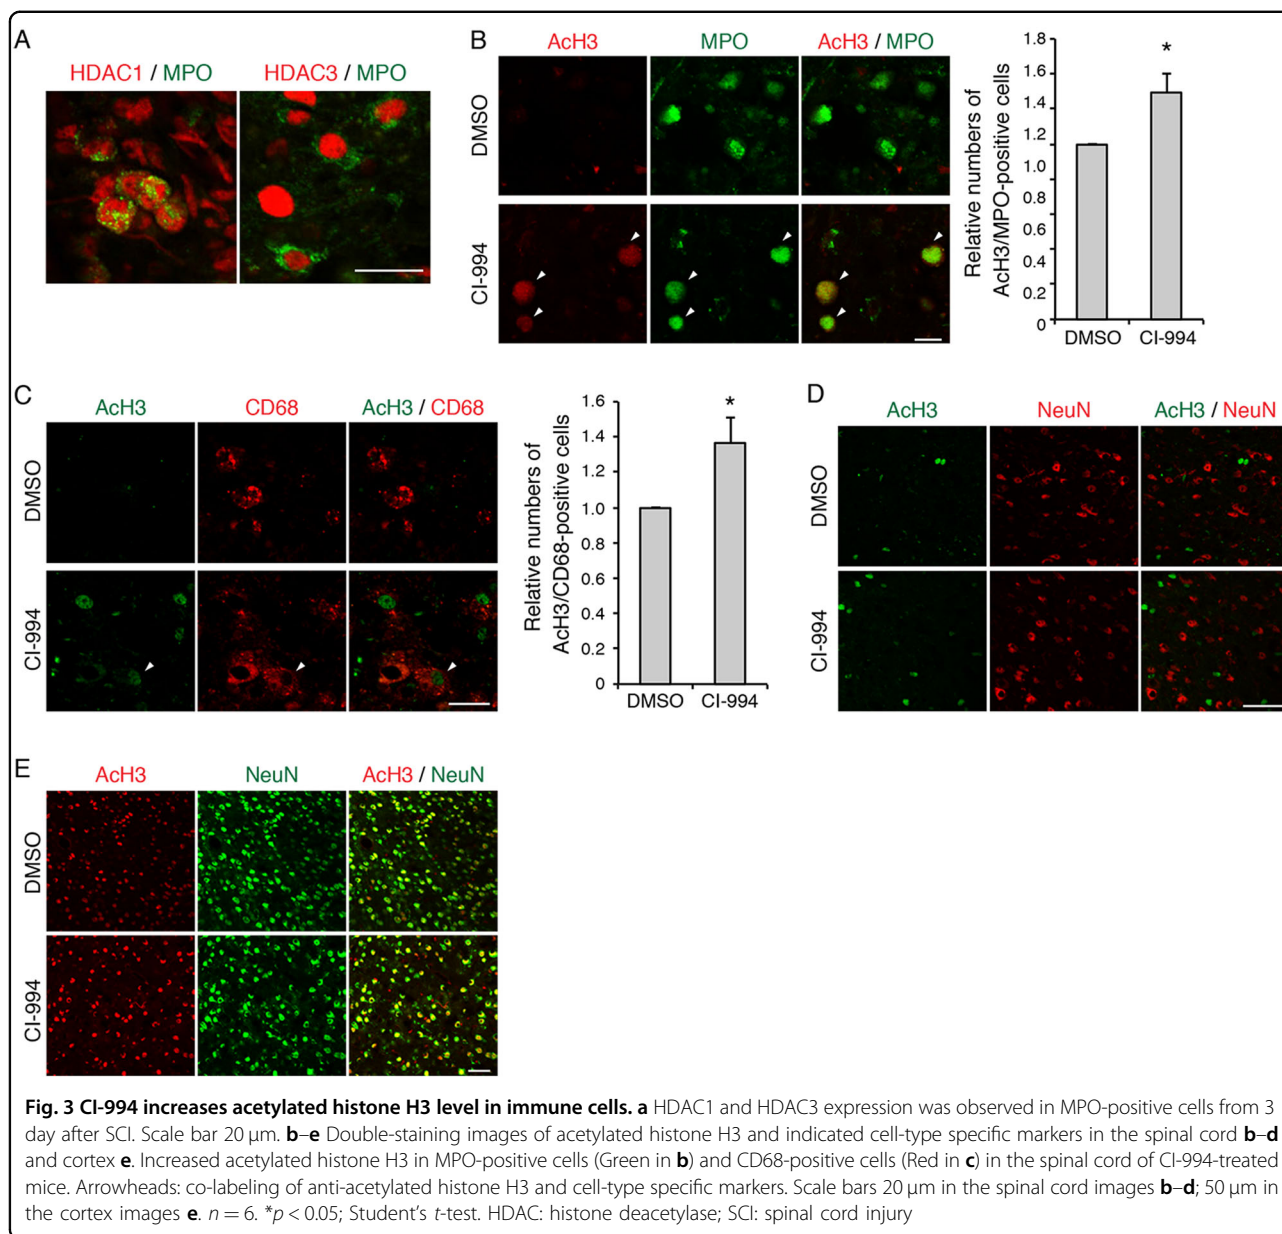 A
HDAC1 / MPO
HDAC3 / MPO
B
AcH3
MPO
AcH3 / MPO
DMSO
CI-994
Relative numbers of
AcH3/MPO-positive cells
1.8
1.6
1.4
1.2
1.2
0.8
0.6
0.4
0.2
0
*
DMSO
CI-994
C
AcH3
CD68
AcH3 / CD68
DMSO
CI-994
Relative numbers of
AcH3/CD68-positive cells
1.6
1.4
1.2
1.0
0.8
0.6
0.4
0.2
0
*
DMSO
CI-994
D
AcH3
NeuN
AcH3 / NeuN
DMSO
CI-994
E
AcH3
NeuN
AcH3 / NeuN
DMSO
CI-994
Fig. 3 CI-994 increases acetylated histone H3 level in immune cells. a HDAC1 and HDAC3 expression was observed in MPO-positive cells from 3
day after SCI. Scale bar 20 μm. b–e Double-staining images of acetylated histone H3 and indicated cell-type specific markers in the spinal cord b–d
and cortex e. Increased acetylated histone H3 in MPO-positive cells (Green in b) and CD68-positive cells (Red in c) in the spinal cord of CI-994-treated
mice. Arrowheads: co-labeling of anti-acetylated histone H3 and cell-type specific markers. Scale bars 20 μm in the spinal cord images b–d; 50 μm in
the cortex images e. n = 6. *p < 0.05; Student's t-test. HDAC: histone deacetylase; SCI: spinal cord injury